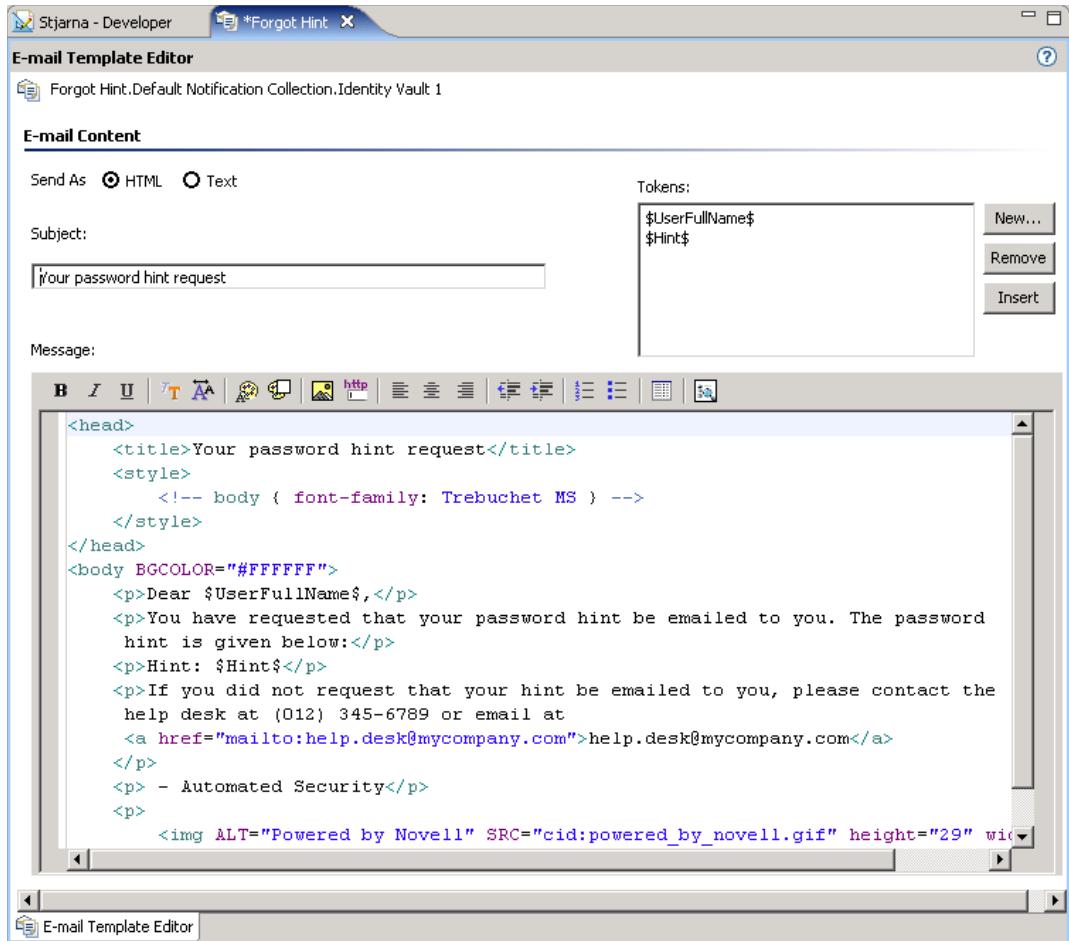 Stjarna - Developer
*Forgot Hint
E-mail Template Editor
Forgot Hint.Default Notification Collection.Identity Vault 1
E-mail Content
Send As HTML Text
Tokens:
$UserFullName$
$Hint$
New...
Remove
Insert
Subject:
Your password hint request
Message:
B I U T A A http
<head>
<title>Your password hint request</title>
<style>
<!-- body { font-family: Trebuchet MS } -->
</style>
</head>
<body BGCOLOR="#FFFFFF">
<p>Dear $UserFullName$,</p>
<p>You have requested that your password hint be emailed to you. The password
hint is given below:</p>
<p>Hint: $Hint$</p>
<p>If you did not request that your hint be emailed to you, please contact the
help desk at (012) 345-6789 or email at
<a href="mailto:help.desk@mycompany.com">help.desk@mycompany.com</a>
</p>
<p> - Automated Security</p>
<p>
<img ALT="Powered by Novell" SRC="cid:powered_by_novell.gif" height="29"
E-mail Template Editor